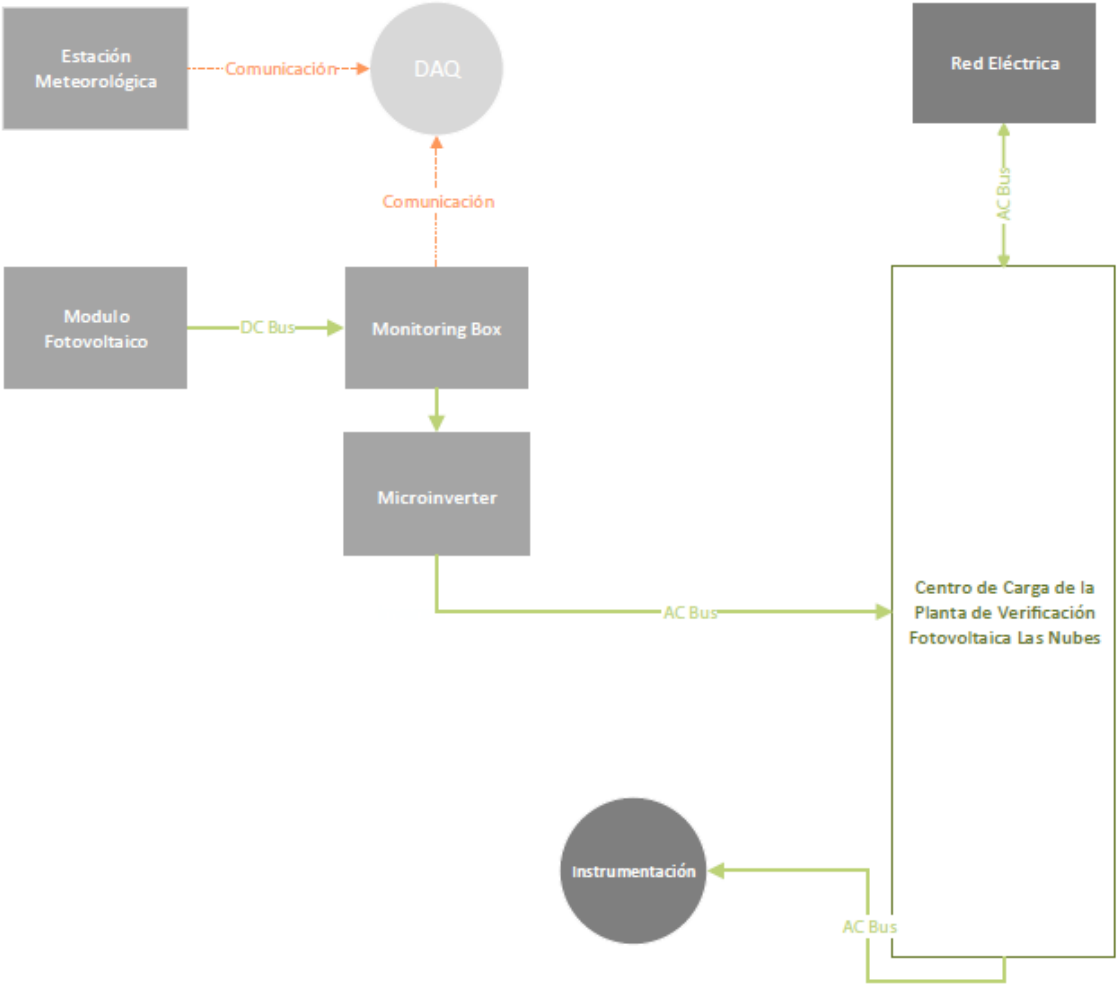 Estación
Meteorológica
Comunicación
DAQ
Red Eléctrica
Comunicación
AC Bus
Modulo
Fotovoltaico
DC Bus
Monitoring Box
Microinverter
AC Bus
Centro de Carga de la
Planta de Verificación
Fotovoltaica Las Nubes
Instrumentación
AC Bus